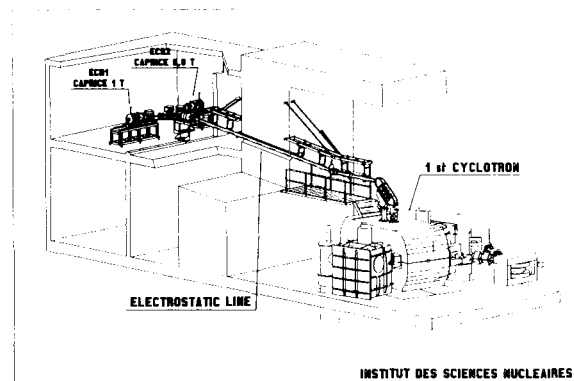 ECR2
CAPRICE 0.8 T
ECR1
CAPRICE 1 T
1 st CYCLOTRON
ELECTROSTATIC LINE
INSTITUT DES SCIENCES NUCLEAIRES